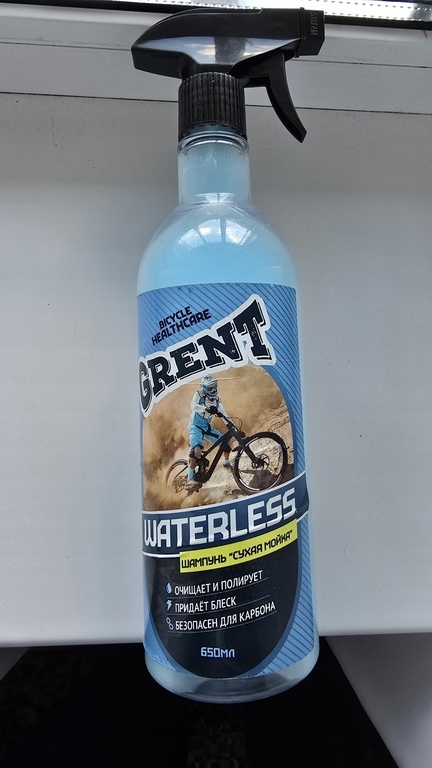 BICYCLE
HEALTHCARE
GRENT
WATERLESS
ШАМПУНЬ "СУХАЯ МОЙКА"
ОЧИЩАЕТ И ПОЛИРУЕТ
ПРИДАЁТ БЛЕСК
БЕЗОПАСЕН ДЛЯ КАРБОНА
650МЛ